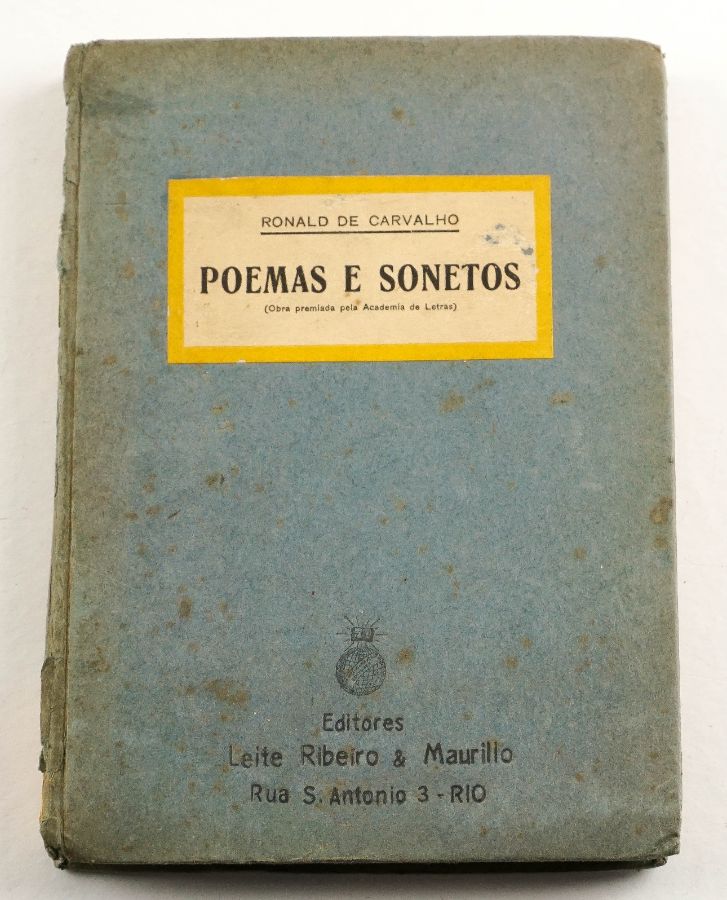 RONALD DE CARVALHO
POEMAS E SONETOS
(Obra premiada pela Academia de Letras)
Editores
Leite Ribeiro & Maurillo
Rua S. Antonio 3 - RIO